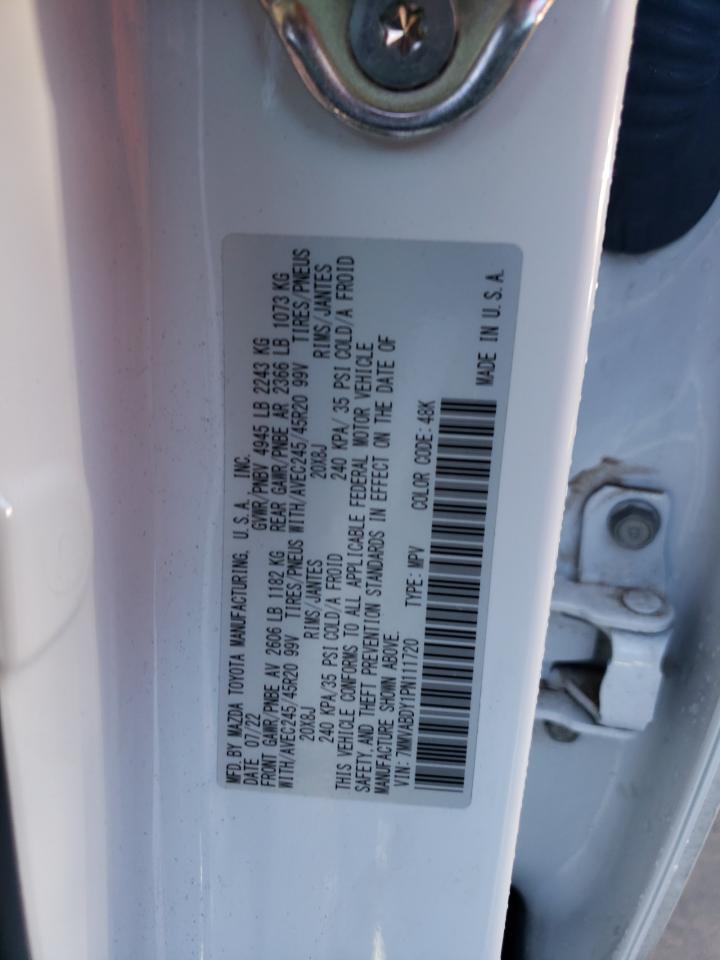 MFD. BY MAZDA TOYOTA MANUFACTURING, U.S.A., INC.
DATE 07/22 GVWR/PNBV 4945 LB 2243 KG
FRONT GAWR/PNBE AV 2606 LB 1182 KG REAR GAWR/PNBE AR 2366 LB 1073 KG
WITH/AVEC245/45R20 99V TIRES/PNEUS WITH/AVEC245/45R20 99V TIRES/PNEUS
20X8J RIMS/JANTES 20X8J RIMS/JANTES
240 KPA/35 PSI COLD/A FROID 240 KPA/ 35 PSI COLD/A FROID
THIS VEHICLE CONFORMS TO ALL APPLICABLE FEDERAL MOTOR VEHICLE
SAFETY.AND THEFT PREVENTION STANDARDS IN EFFECT ON THE DATE OF
MANUFACTURE SHOWN ABOVE.
VIN: 7MMVABDY1PN111720 TYPE: MPV COLOR CODE: 48K
MADE IN U.S.A.